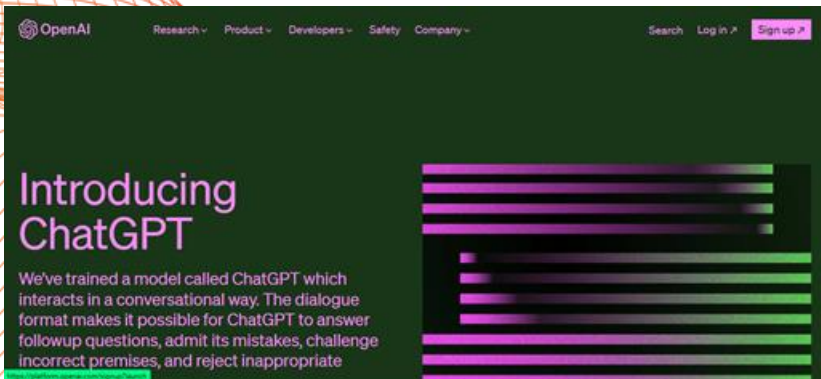 OpenAI
Research Product Developers Safety Company
Search Log in ↗ Sign up ↗
Introducing
ChatGPT
We've trained a model called ChatGPT which
interacts in a conversational way. The dialogue
format makes it possible for ChatGPT to answer
followup questions, admit its mistakes, challenge
incorrect premises, and reject inappropriate